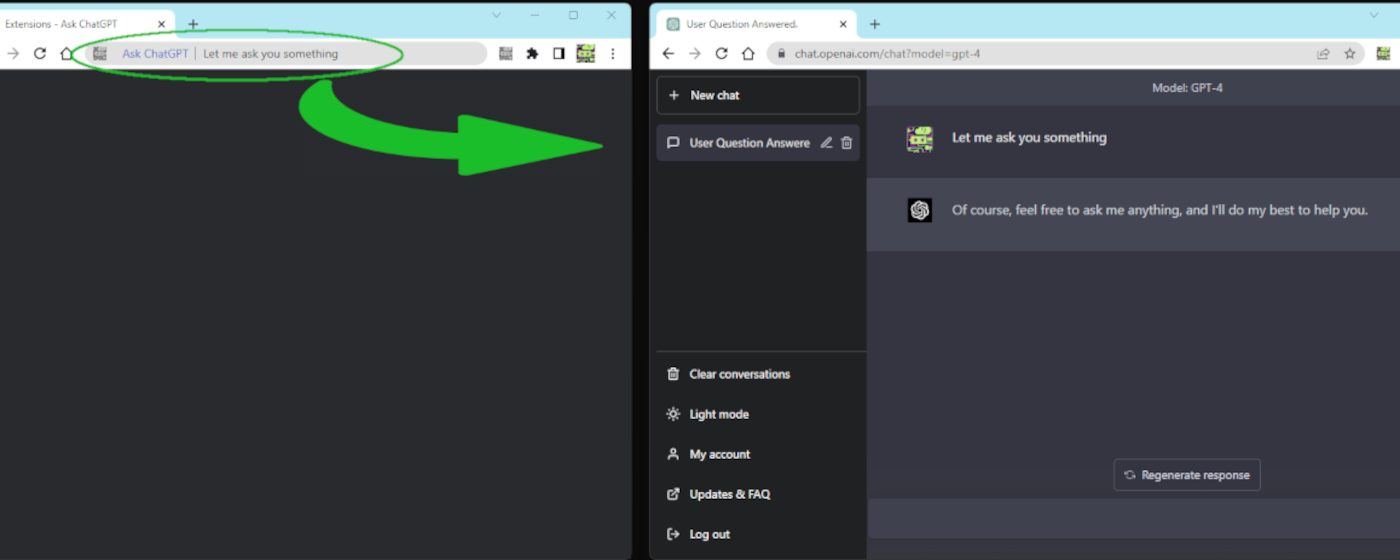 Extensions - Ask ChatGPT
Ask ChatGPT | Let me ask you something
User Question Answered.
chat.openai.com/chat?model=gpt-4
New chat
User Question Answere
Clear conversations
Light mode
My account
Updates & FAQ
Log out
Model: GPT-4
Let me ask you something
Of course, feel free to ask me anything, and I'll do my best to help you.
Regenerate response